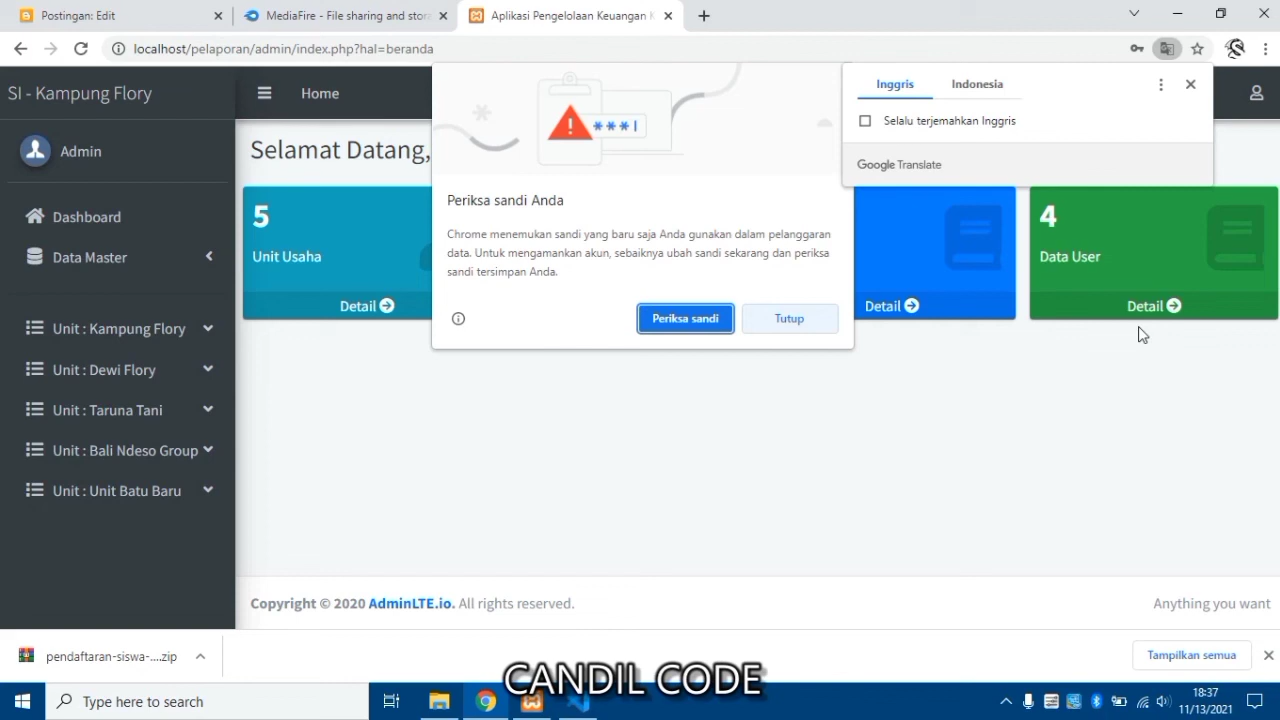 Postingan: Edit
MediaFire - File sharing and stora
Aplikasi Pengelolaan Keuangan K
localhost/pelaporan/admin/index.php?hal=beranda
SI - Kampung Flory
Home
Admin
Dashboard
Data Master
Unit : Kampung Flory
Unit : Dewi Flory
Unit : Taruna Tani
Unit : Bali Ndeso Group
Unit : Unit Batu Baru
Selamat Datang,
5
Unit Usaha
Detail
Detail
4
Data User
Detail
***
Periksa sandi Anda
Chrome menemukan sandi yang baru saja Anda gunakan dalam pelanggaran
data. Untuk mengamankan akun, sebaiknya ubah sandi sekarang dan periksa
sandi tersimpan Anda.
Periksa sandi
Tutup
Inggris
Indonesia
Selalu terjemahkan Inggris
Google Translate
Copyright © 2020 AdminLTE.io. All rights reserved.
Anything you want
pendaftaran-siswa-....zip
Tampilkan semua
CANDIL CODE
Type here to search
18:37
11/13/2021